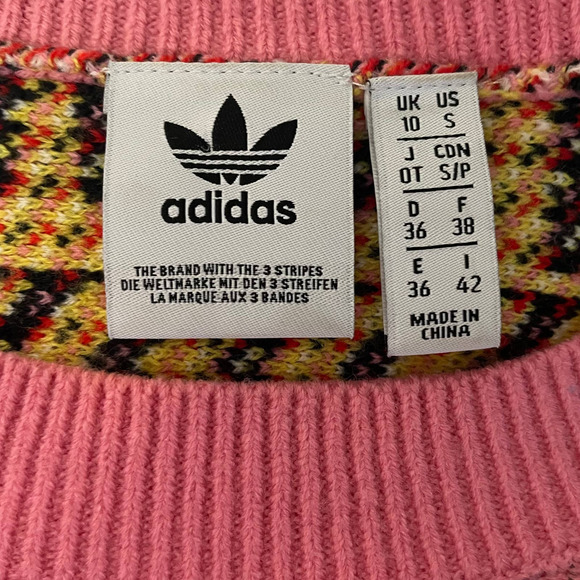 adidas
THE BRAND WITH THE 3 STRIPES
DIE WELTMARKE MIT DEN 3 STREIFEN
LA MARQUE AUX 3 BANDES
UK US
10 S
J CDN
OT S/P
D F
36 38
E I
36 42
MADE IN
CHINA